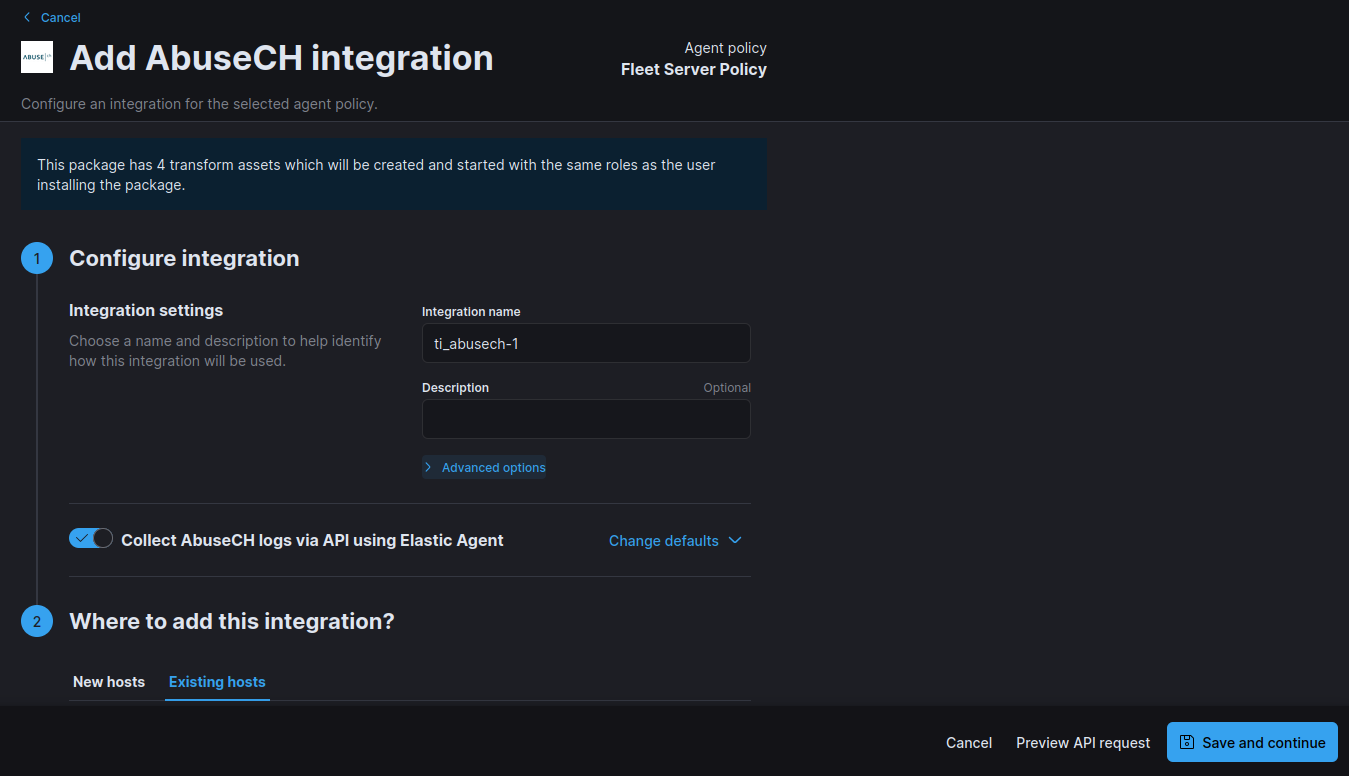 Cancel
ABUSE|ch
Add AbuseCH integration
Agent policy
Fleet Server Policy
Configure an integration for the selected agent policy.
This package has 4 transform assets which will be created and started with the same roles as the user
installing the package.
1
Configure integration
Integration settings
Choose a name and description to help identify
how this integration will be used.
Integration name
ti_abusech-1
Description
Optional
Advanced options
Collect AbuseCH logs via API using Elastic Agent
Change defaults
2
Where to add this integration?
New hosts
Existing hosts
Cancel
Preview API request
Save and continue